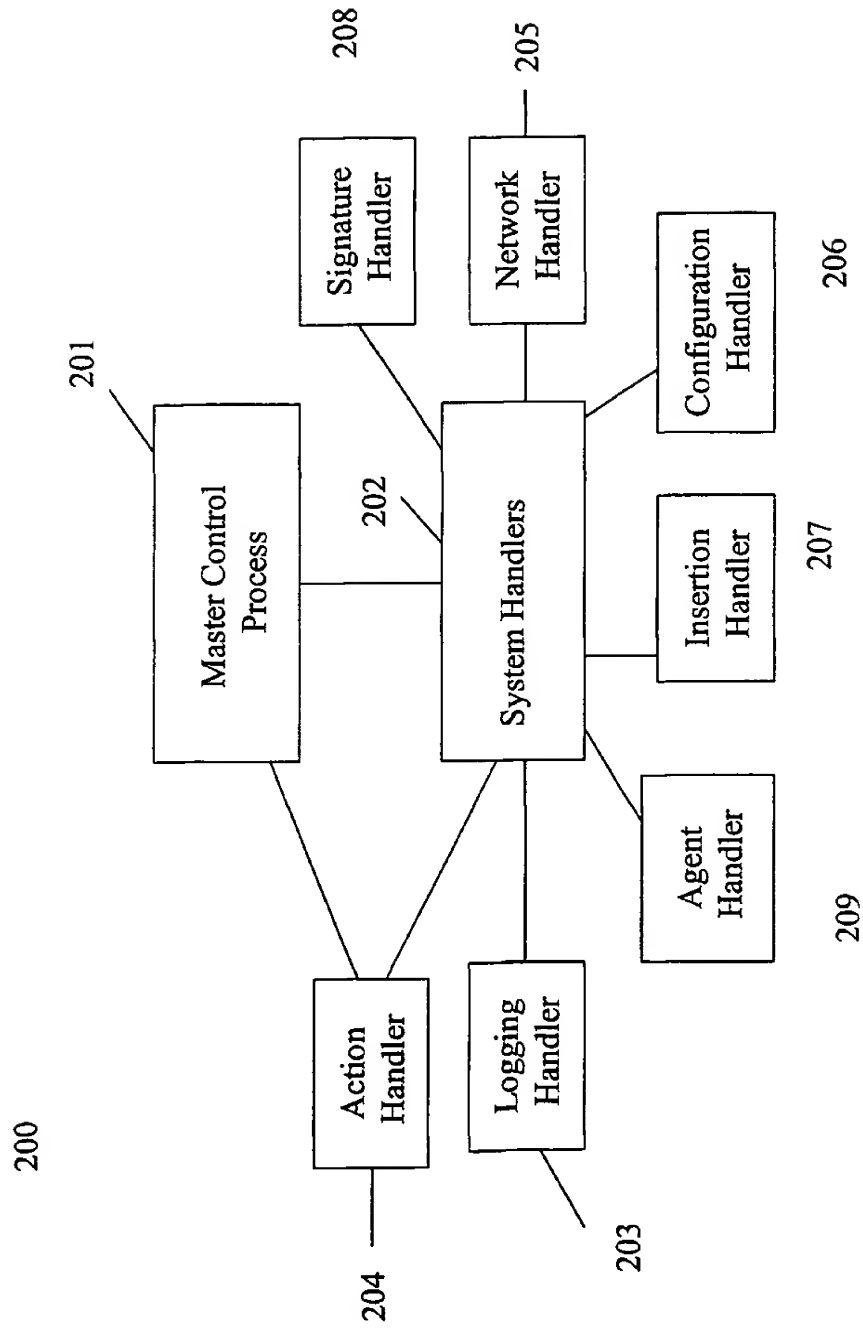 200
201
Master Control
Process
208
Signature
Handler
204
Action
Handler
202
System Handlers
205
Network
Handler
203
Logging
Handler
209
Agent
Handler
207
Insertion
Handler
206
Configuration
Handler